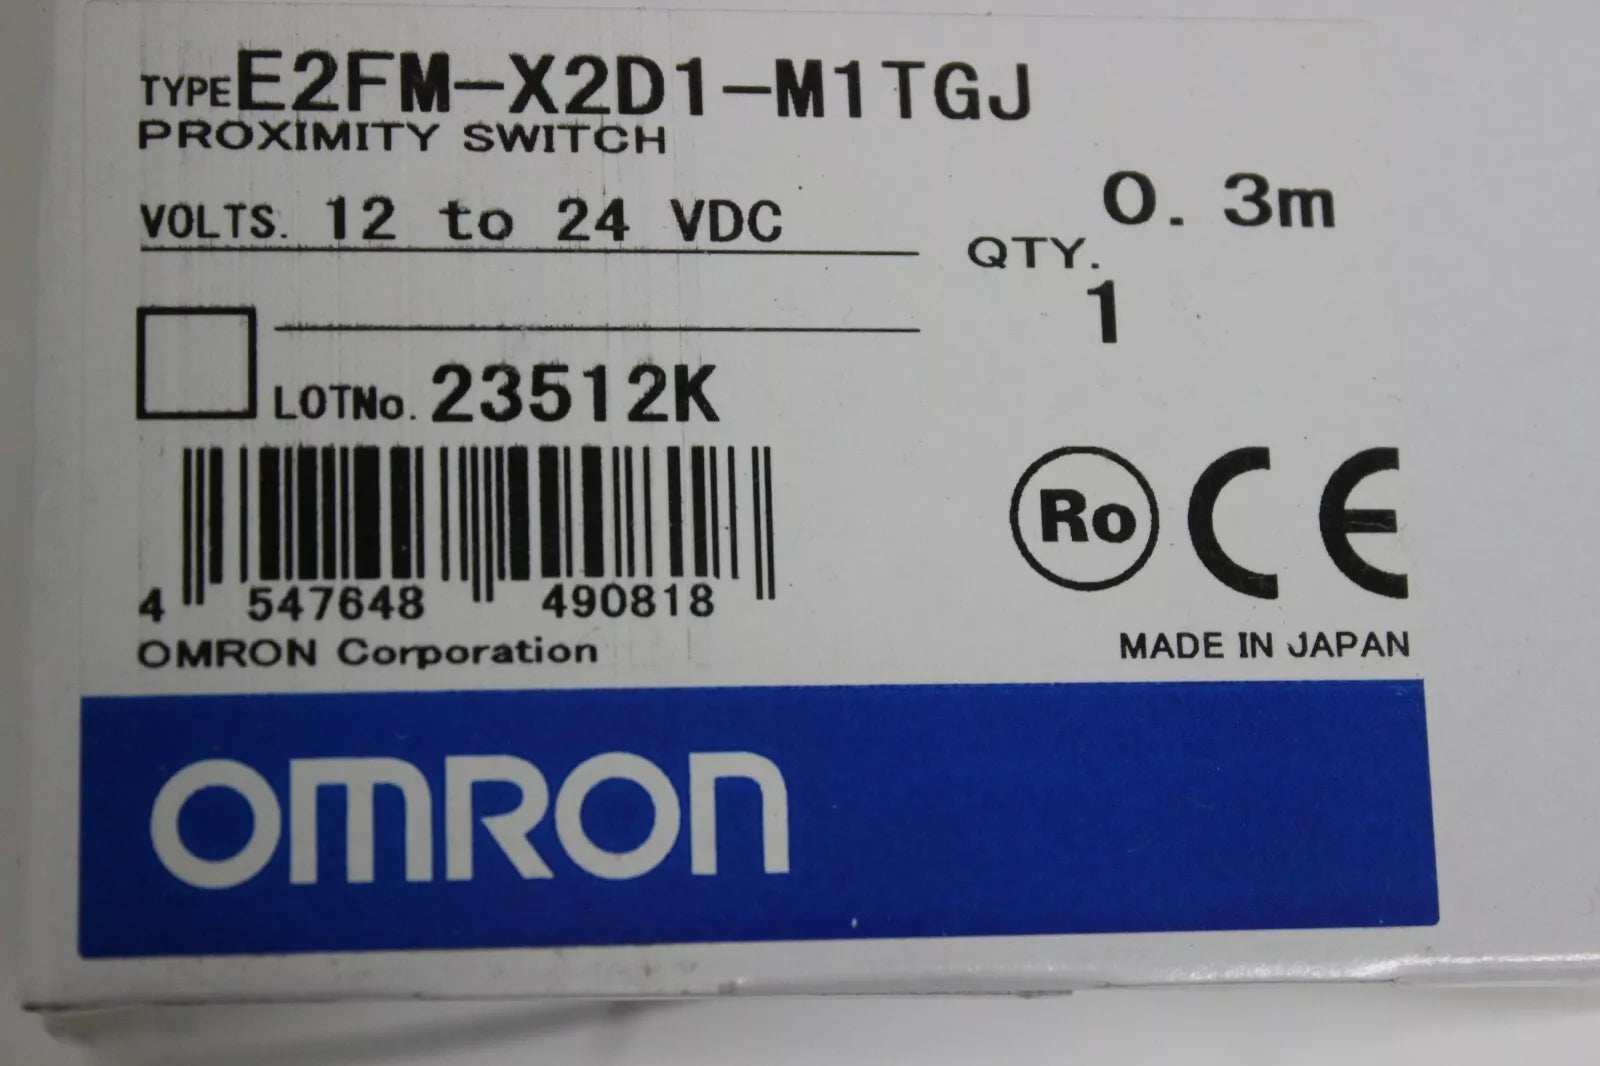 TYPE E2FM-X2D1-M1TGJ
PROXIMITY SWITCH
VOLTS. 12 to 24 VDC
0. 3m
QTY.
1
LOTNo. 23512K
4 547648 490818
Ro CE
OMRON Corporation
MADE IN JAPAN
OMRON